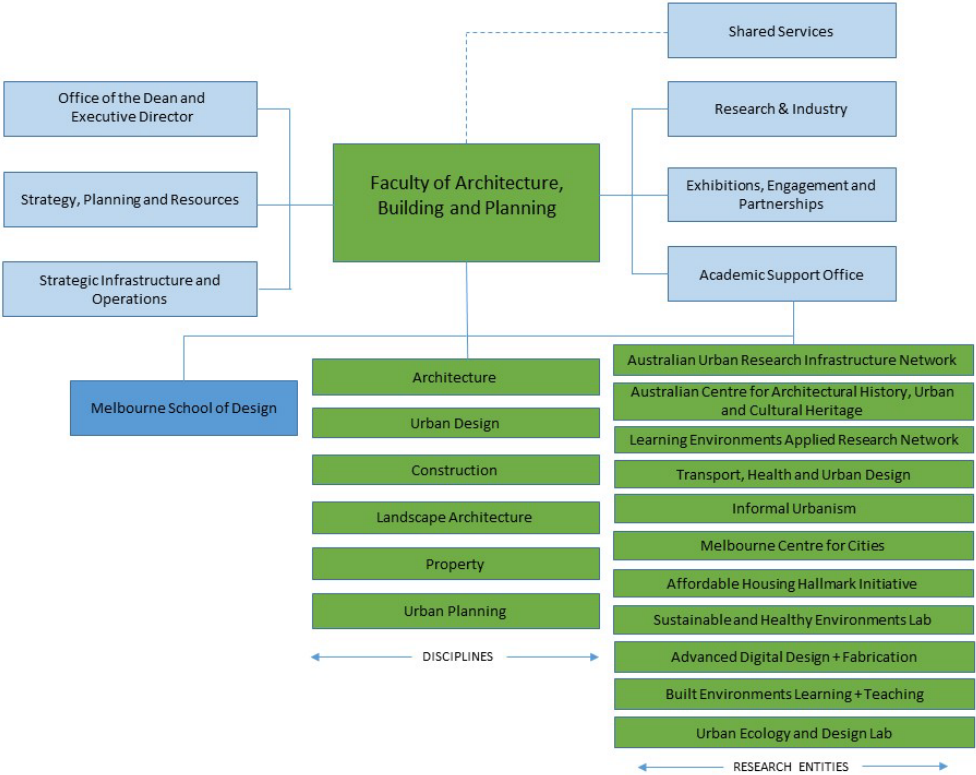 Shared Services
Office of the Dean and
Executive Director
Research & Industry
Faculty of Architecture,
Building and Planning
Strategy, Planning and Resources
Exhibitions, Engagement and
Partnerships
Strategic Infrastructure and
Operations
Academic Support Office
Melbourne School of Design
Architecture
Urban Design
Construction
Landscape Architecture
Property
Urban Planning
DISCIPLINES
Australian Urban Research Infrastructure Network
Australian Centre for Architectural History, Urban
and Cultural Heritage
Learning Environments Applied Research Network
Transport, Health and Urban Design
Informal Urbanism
Melbourne Centre for Cities
Affordable Housing Hallmark Initiative
Sustainable and Healthy Environments Lab
Advanced Digital Design + Fabrication
Built Environments Learning + Teaching
Urban Ecology and Design Lab
RESEARCH ENTITIES